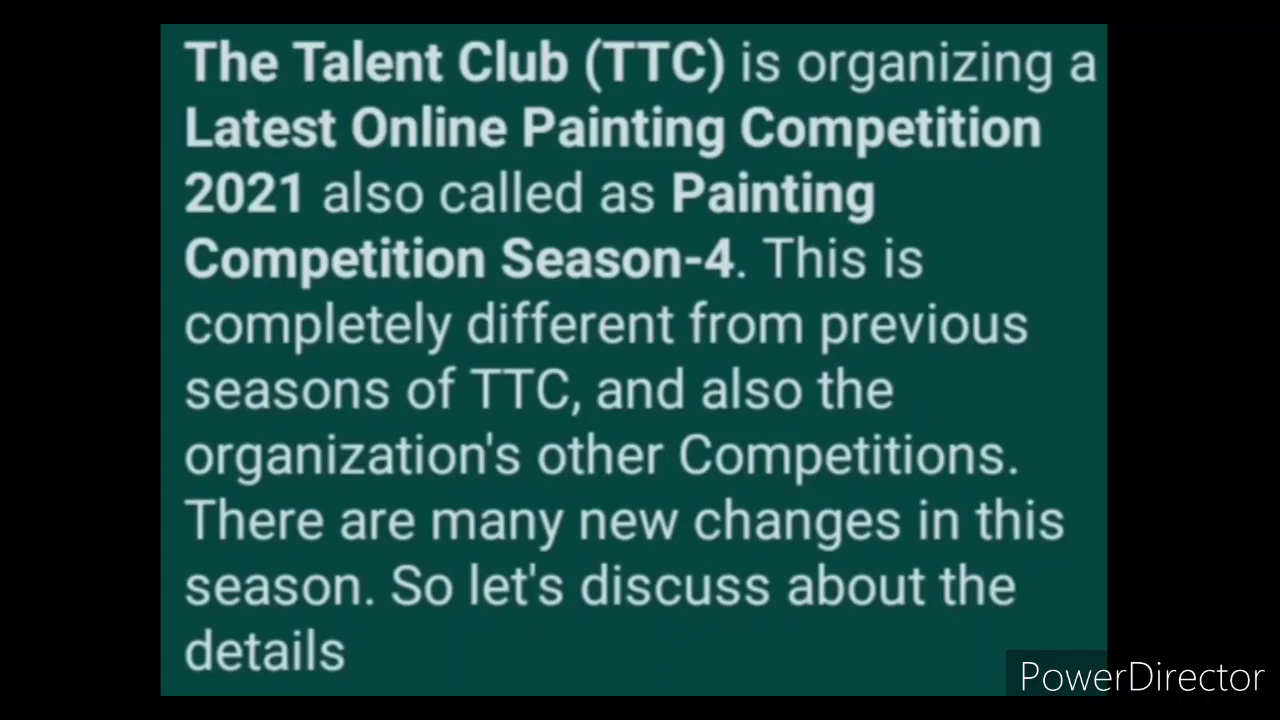 The Talent Club (TTC) is organizing a
Latest Online Painting Competition
2021 also called as Painting
Competition Season-4. This is
completely different from previous
seasons of TTC, and also the
organization's other Competitions.
There are many new changes in this
season. So let's discuss about the
details
PowerDirector